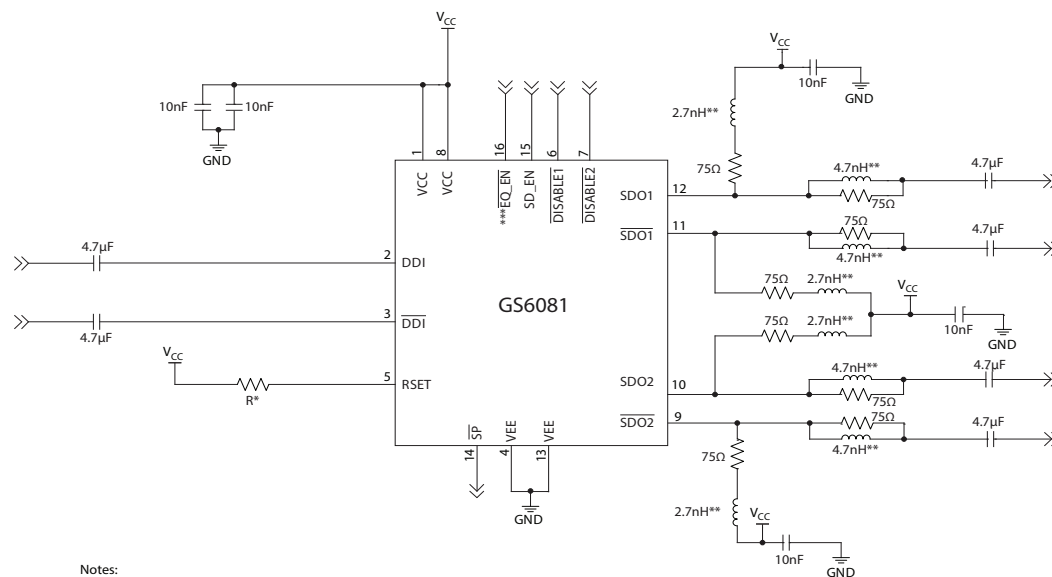 VCC
VCC
10nF
GND
10nF 10nF
GND
2.7nH**
75Ω
4.7nH**
75Ω
4.7µF
1 8 16 15 6 7
VCC VCC ***EQ_EN SD_EN DISABLE1 DISABLE2
SDO1 12
SDO1 11
75Ω
4.7nH**
4.7µF
4.7µF
2 DDI
75Ω 2.7nH**
VCC
GS6081
4.7µF
3 DDI
75Ω 2.7nH**
10nF
GND
VCC
R*
5 RSET
SDO2 10
4.7nH**
75Ω
4.7µF
SDO2 9
75Ω
4.7nH**
4.7µF
SP VEE VEE
14 4 13
GND
75Ω
2.7nH**
VCC
10nF
GND
Notes: